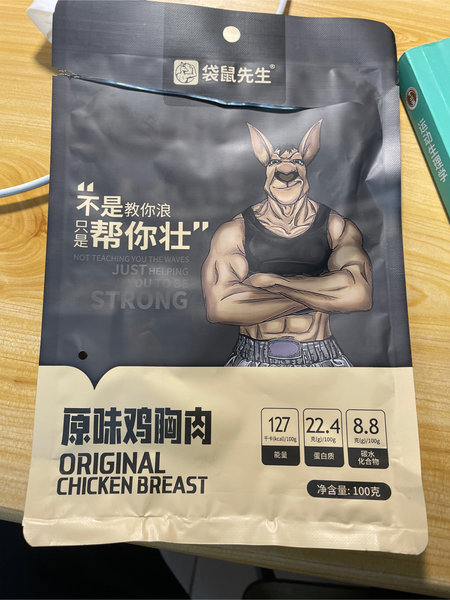 袋鼠先生®
“不是教你浪
只是帮你壮”
NOT TEACHING YOU THE WAVES
JUST HELPING
YOU TO BE
STRONG
原味鸡胸肉
ORIGINAL
CHICKEN BREAST
127
千卡(kcal)/100g
能量
22.4
克(g)/100g
蛋白质
8.8
克(g)/100g
碳水
化合物
净含量: 100克